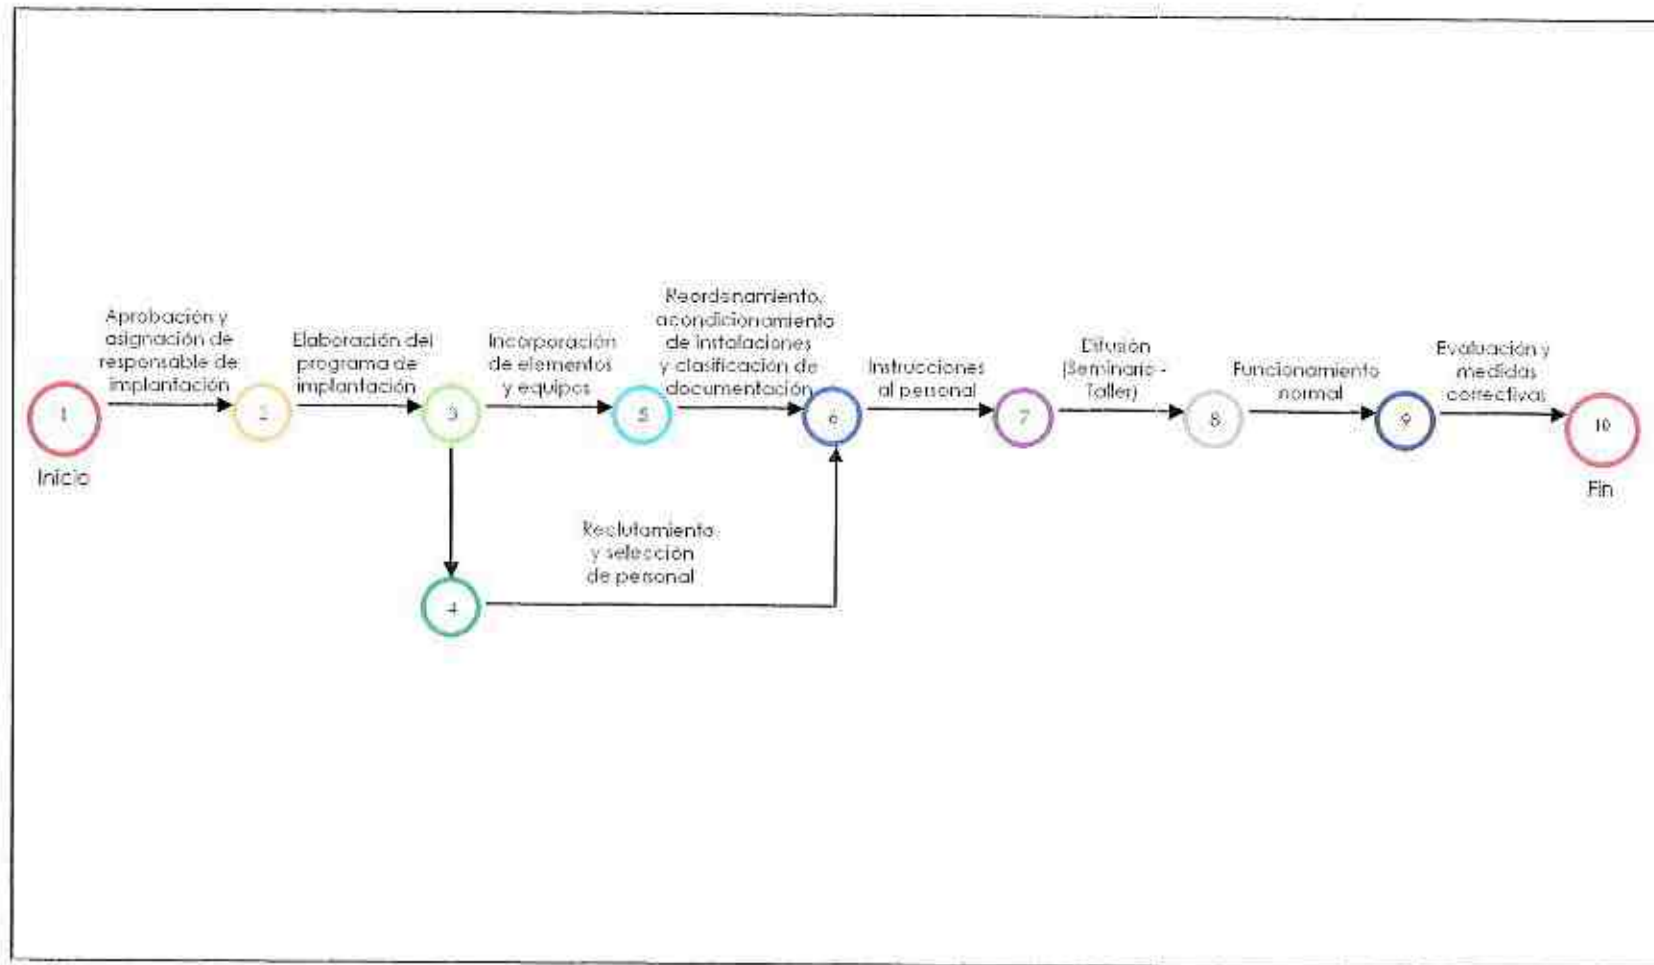 Aprobación y
asignación de
responsable de
implantación
Elaboración del
programa de
implantación
Incorporación
de elementos
y equipos
Reordenamiento,
acondicionamiento
de instalaciones
y clasificación de
documentación
Instrucciones
al personal
Difusión
(Seminario -
Taller)
Funcionamiento
normal
Evaluación y
medidas
correctivas
1
2
3
5
6
7
8
9
10
Inicio
Fin
Reclutamiento
y selección
de personal
4